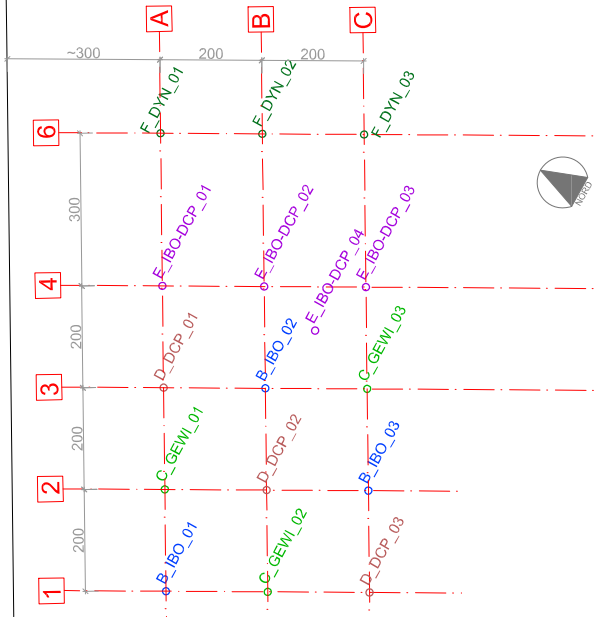 A
B
C
~300
200
200
F_DYN_01
F_DYN_02
F_DYN_03
6
300
NORD
E_IBO-DCP_01
E_IBO-DCP_02
E_IBO-DCP_03
E_IBO-DCP_04
4
200
D_DCP_01
B_IBO_02
C_GEWI_03
3
200
C_GEWI_01
D_DCP_02
B_IBO_03
2
200
B_IBO_01
C_GEWI_02
D_DCP_03
1